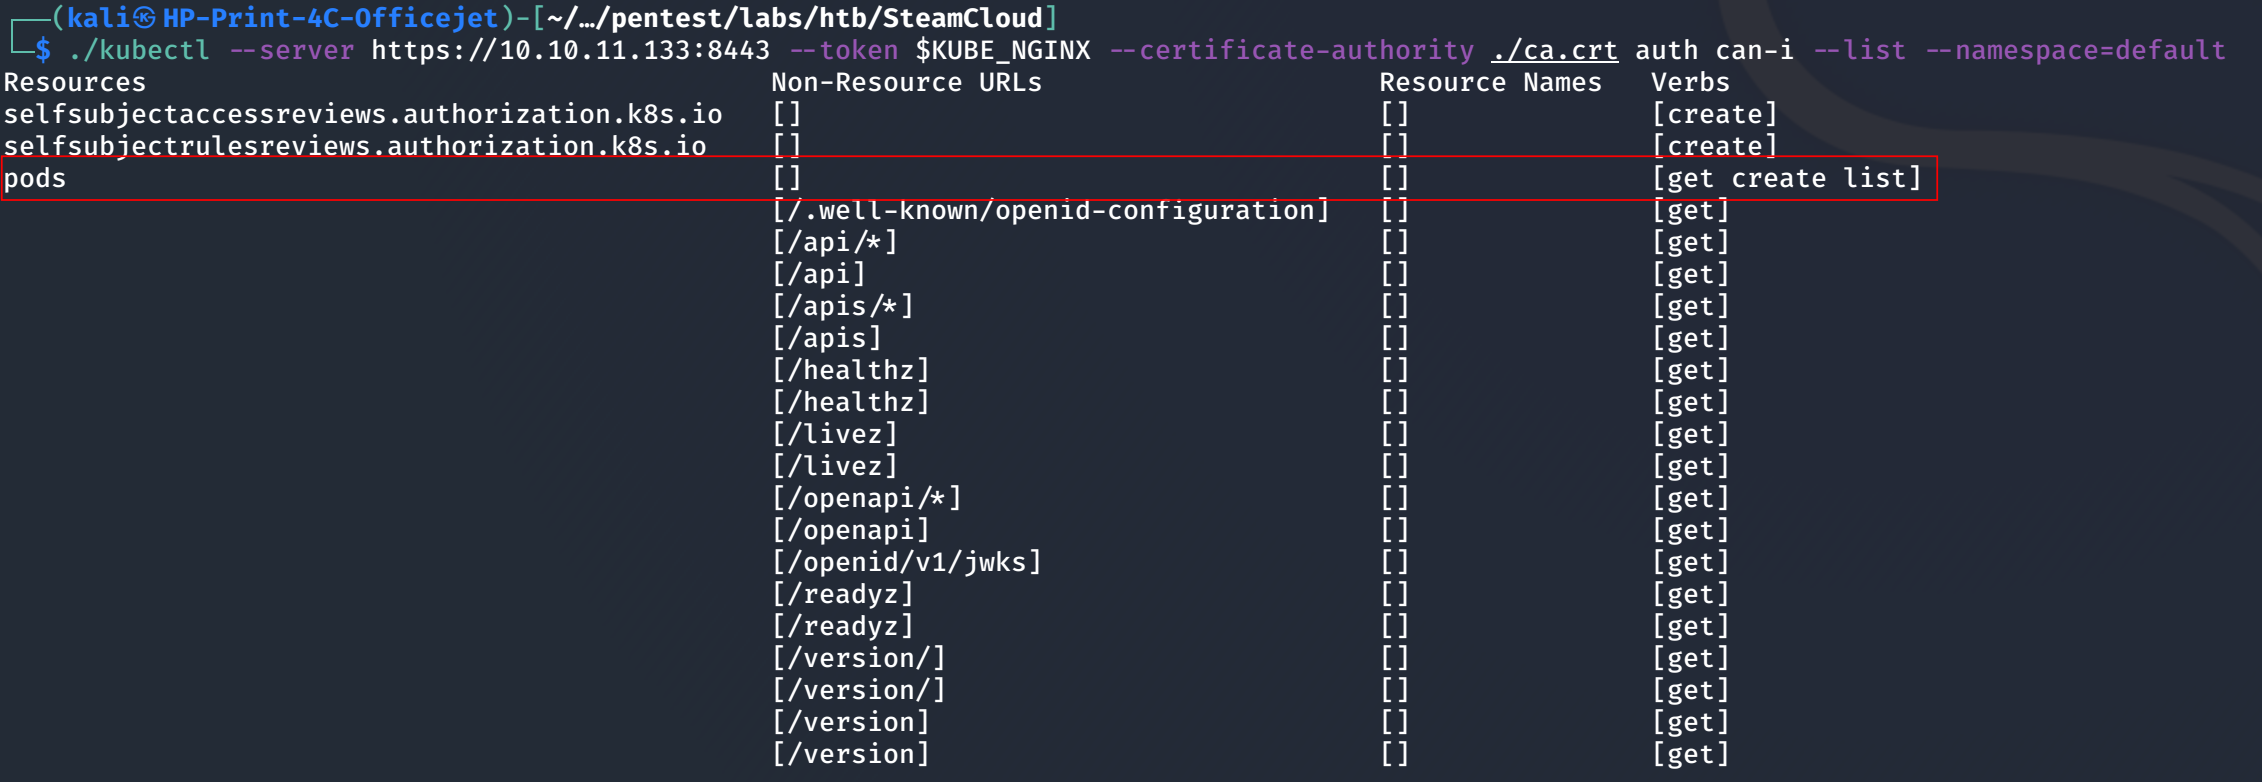 ┌──(kali㉿HP-Print-4C-Officejet)-[~/…/pentest/labs/htb/SteamCloud]
└─$ ./kubectl --server https://10.10.11.133:8443 --token $KUBE_NGINX --certificate-authority ./ca.crt auth can-i --list --namespace=default
Resources Non-Resource URLs Resource Names Verbs
selfsubjectaccessreviews.authorization.k8s.io [] [] [create]
selfsubjectrulesreviews.authorization.k8s.io [] [] [create]
pods [] [] [get create list]
[/.well-known/openid-configuration] [] [get]
[/api/*] [] [get]
[/api] [] [get]
[/apis/*] [] [get]
[/apis] [] [get]
[/healthz] [] [get]
[/healthz] [] [get]
[/livez] [] [get]
[/livez] [] [get]
[/openapi/*] [] [get]
[/openapi] [] [get]
[/openid/v1/jwks] [] [get]
[/readyz] [] [get]
[/readyz] [] [get]
[/version/] [] [get]
[/version/] [] [get]
[/version] [] [get]
[/version] [] [get]